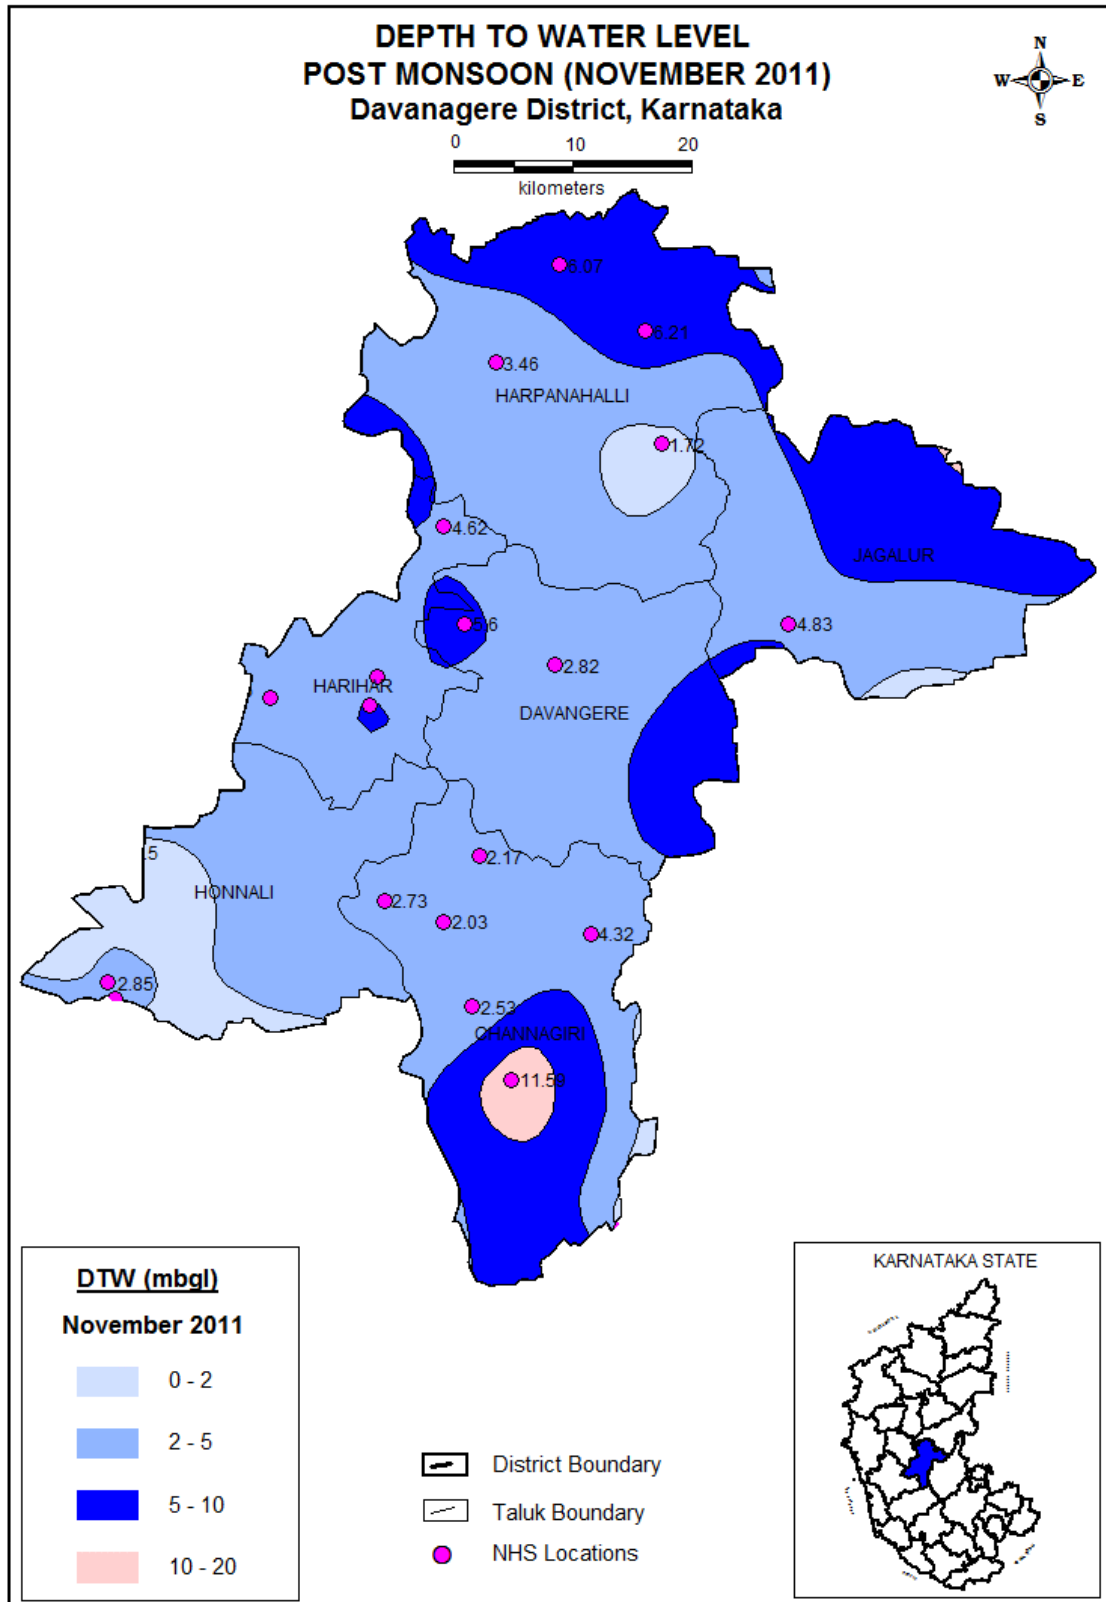 DEPTH TO WATER LEVEL
POST MONSOON (NOVEMBER 2011)
Davanagere District, Karnataka
N
W E
S
0 10 20
kilometers
6.07
6.21
3.46
HARPANAHALLI
1.72
4.62
JAGALUR
5.6
4.83
2.82
HARIHAR
DAVANGERE
.5
2.17
HONNALI
2.73
2.03
4.32
2.85
2.53
CHANNAGIRI
11.59
DTW (mbgl)
November 2011
0 - 2
2 - 5
5 - 10
10 - 20
District Boundary
Taluk Boundary
NHS Locations
KARNATAKA STATE